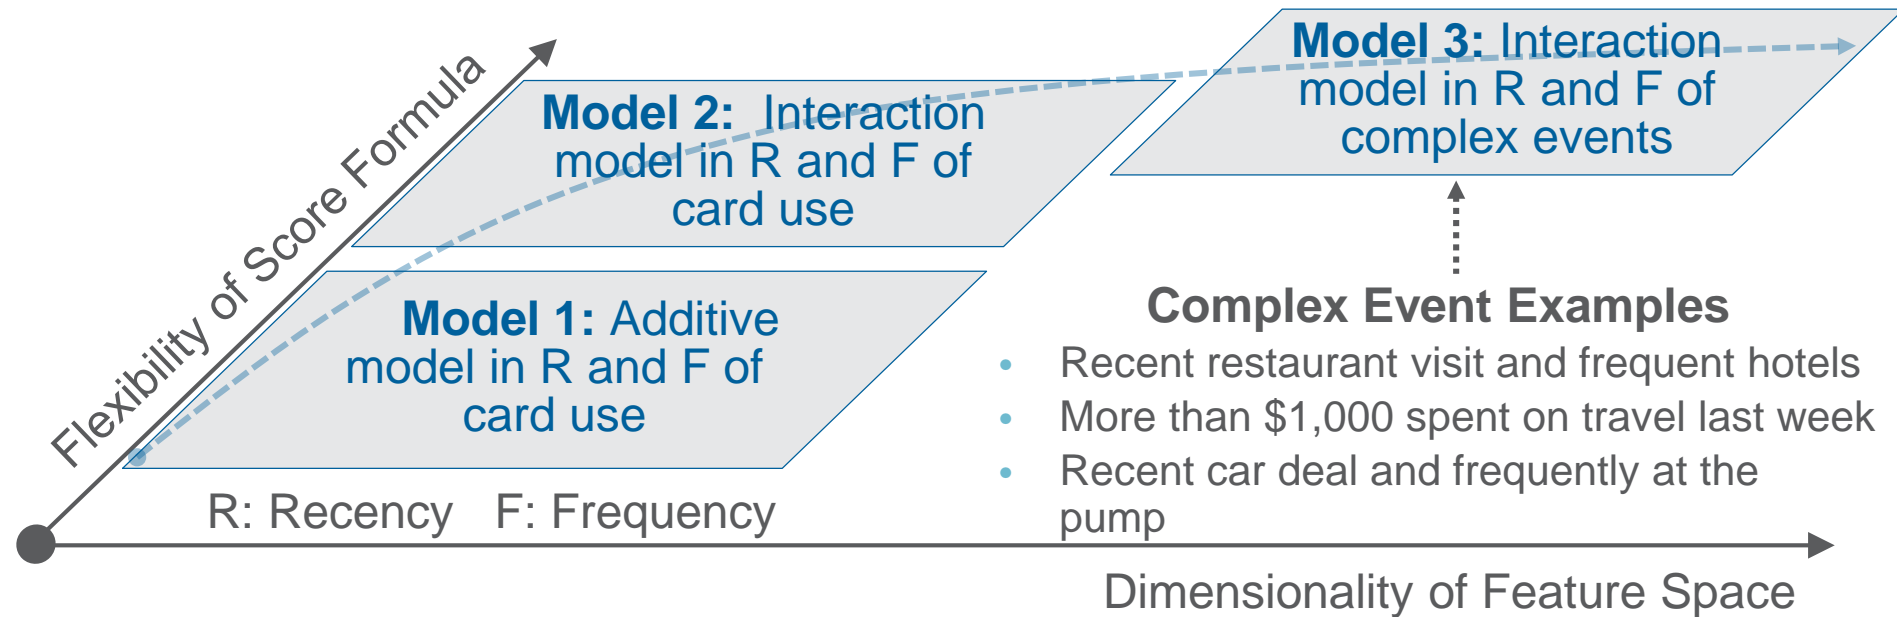 Flexibility of Score Formula
Model 1: Additive
model in R and F of
card use
Model 2: Interaction
model in R and F of
card use
Model 3: Interaction
model in R and F of
complex events
Complex Event Examples
• Recent restaurant visit and frequent hotels
• More than $1,000 spent on travel last week
• Recent car deal and frequently at the
pump
R: Recency F: Frequency
Dimensionality of Feature Space